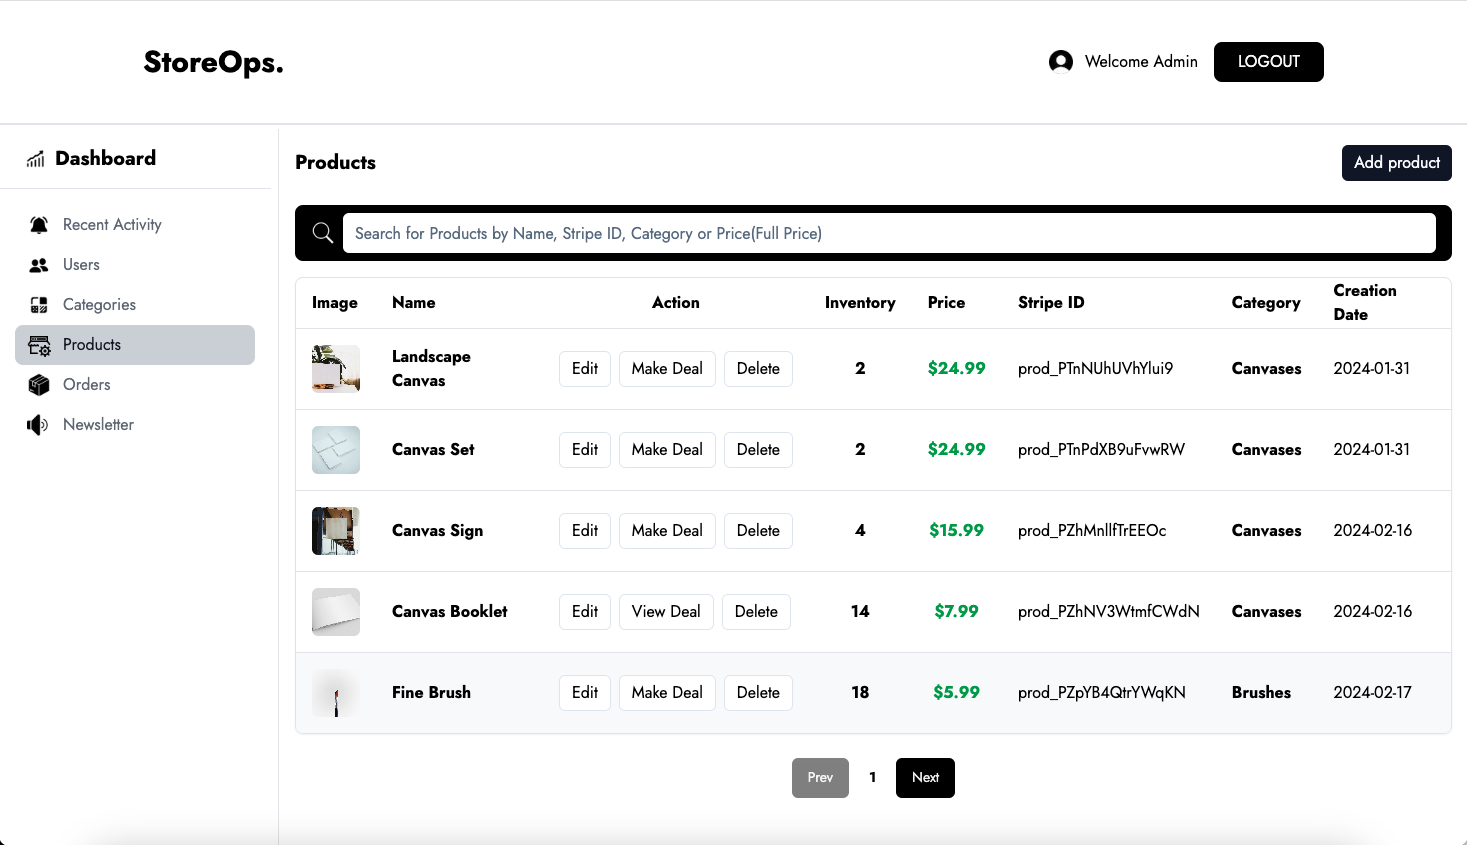 StoreOps.
Welcome Admin
LOGOUT
Dashboard
Recent Activity
Users
Categories
Products
Orders
Newsletter
Products
Add product
Search for Products by Name, Stripe ID, Category or Price(Full Price)
Image Name Action Inventory Price Stripe ID Category Creation Date
Landscape Canvas Edit Make Deal Delete 2 $24.99 prod_PTnNUhUVhYlui9 Canvases 2024-01-31
Canvas Set Edit Make Deal Delete 2 $24.99 prod_PTnPdXB9uFvwRW Canvases 2024-01-31
Canvas Sign Edit Make Deal Delete 4 $15.99 prod_PZhMnllfTrEEOc Canvases 2024-02-16
Canvas Booklet Edit View Deal Delete 14 $7.99 prod_PZhNV3WtmfCWdN Canvases 2024-02-16
Fine Brush Edit Make Deal Delete 18 $5.99 prod_PZpYB4QtrYWqKN Brushes 2024-02-17
Prev 1 Next